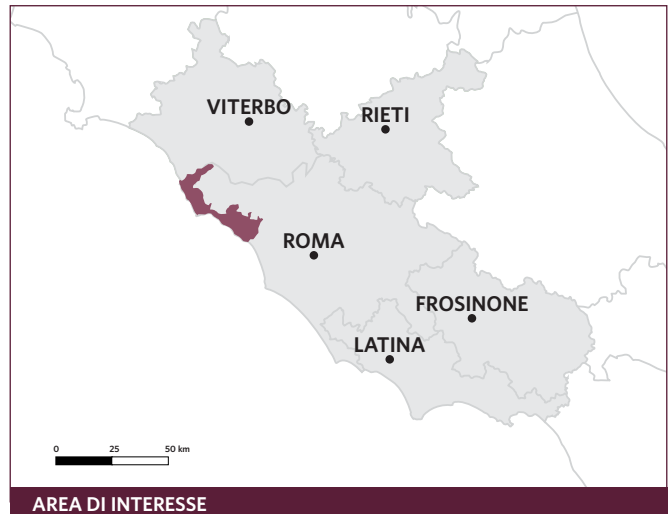 VITERBO
RIETI
ROMA
FROSINONE
LATINA
0 25 50 km
AREA DI INTERESSE